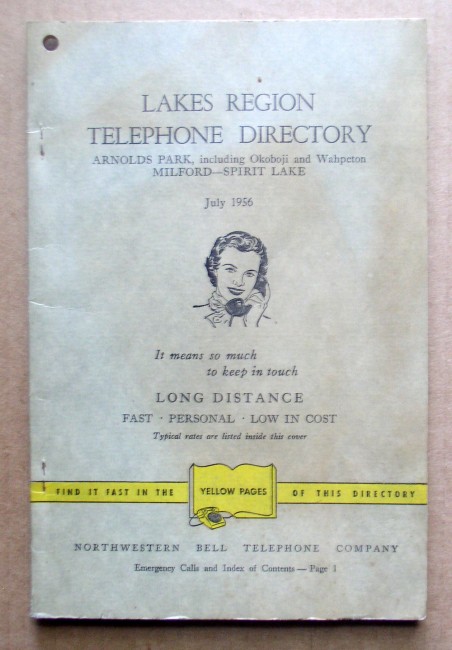 LAKES REGION
TELEPHONE DIRECTORY
ARNOLDS PARK, including Okoboji and Wahpeton
MILFORD—SPIRIT LAKE
July 1956
It means so much
to keep in touch
LONG DISTANCE
FAST · PERSONAL · LOW IN COST
Typical rates are listed inside this cover
FIND IT FAST IN THE YELLOW PAGES OF THIS DIRECTORY
NORTHWESTERN BELL TELEPHONE COMPANY
Emergency Calls and Index of Contents — Page 1